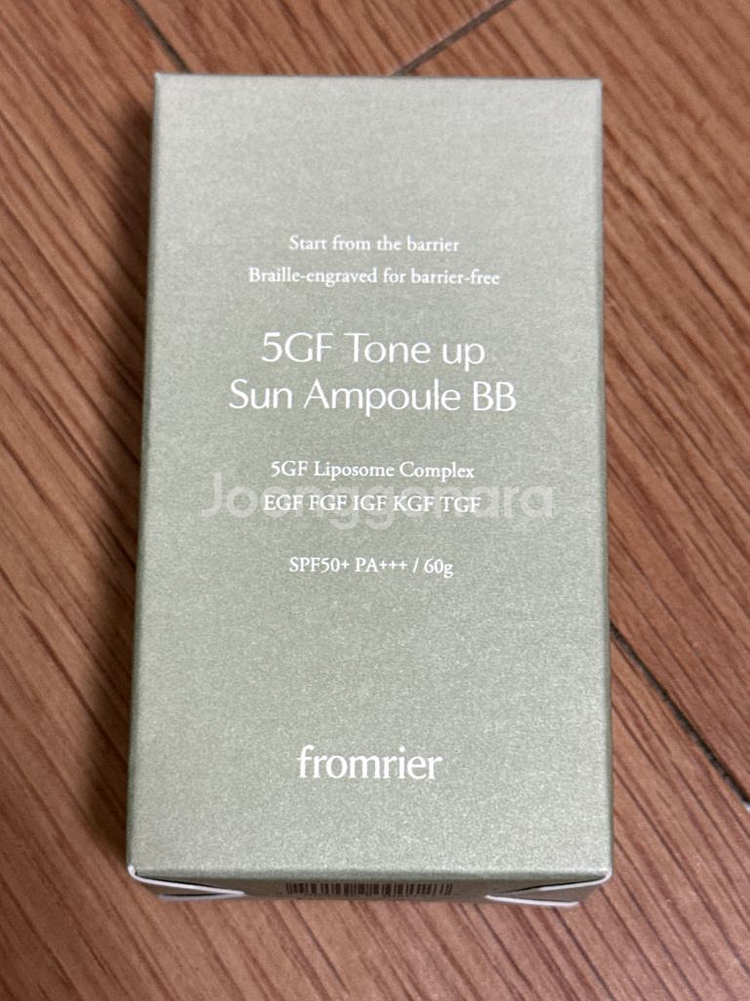 Start from the barrier
Braille-engraved for barrier-free
5GF Tone up
Sun Ampoule BB
5GF Liposome Complex
EGF FGF IGF KGF TGF
Joonggonara
SPF50+ PA+++ / 60g
fromrier